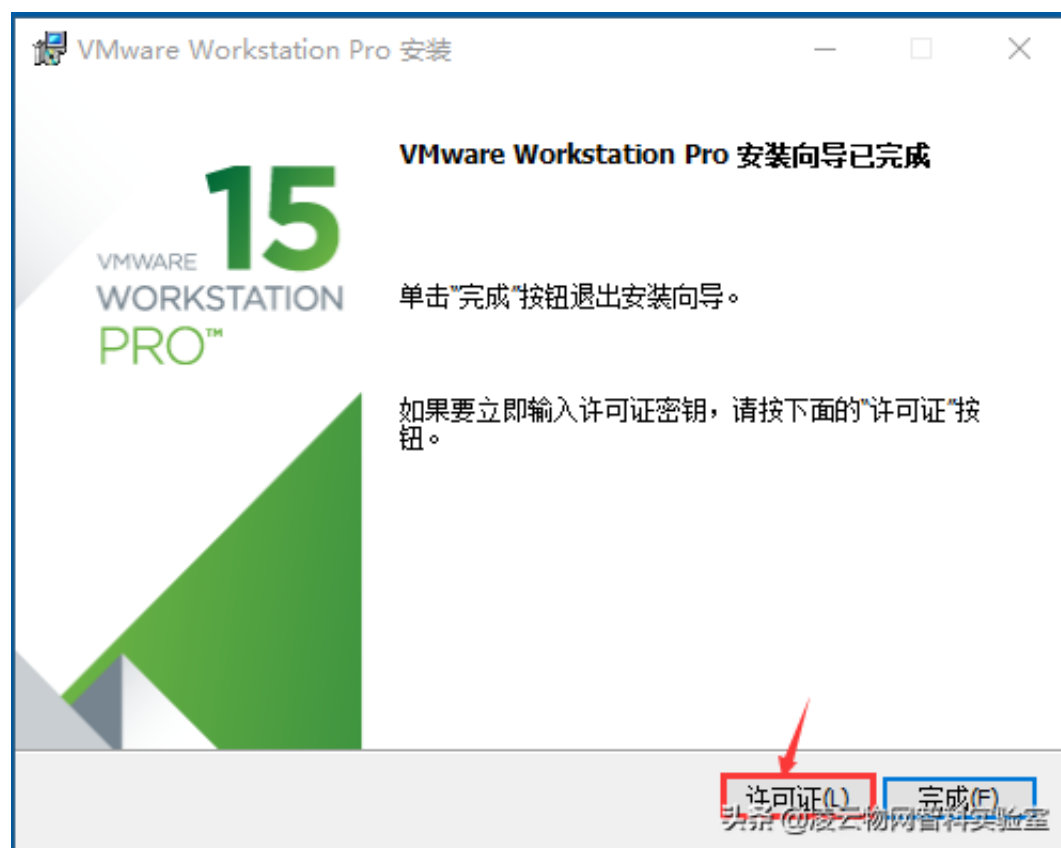 VMware Workstation Pro 安装
VMware Workstation Pro 安装向导已完成
15
VMWARE
WORKSTATION
PRO™
单击"完成"按钮退出安装向导。
如果要立即输入许可证密钥，请按下面的"许可证"按
钮。
许可证(L) 完成(F)
头条 @凌云物网智科实验室